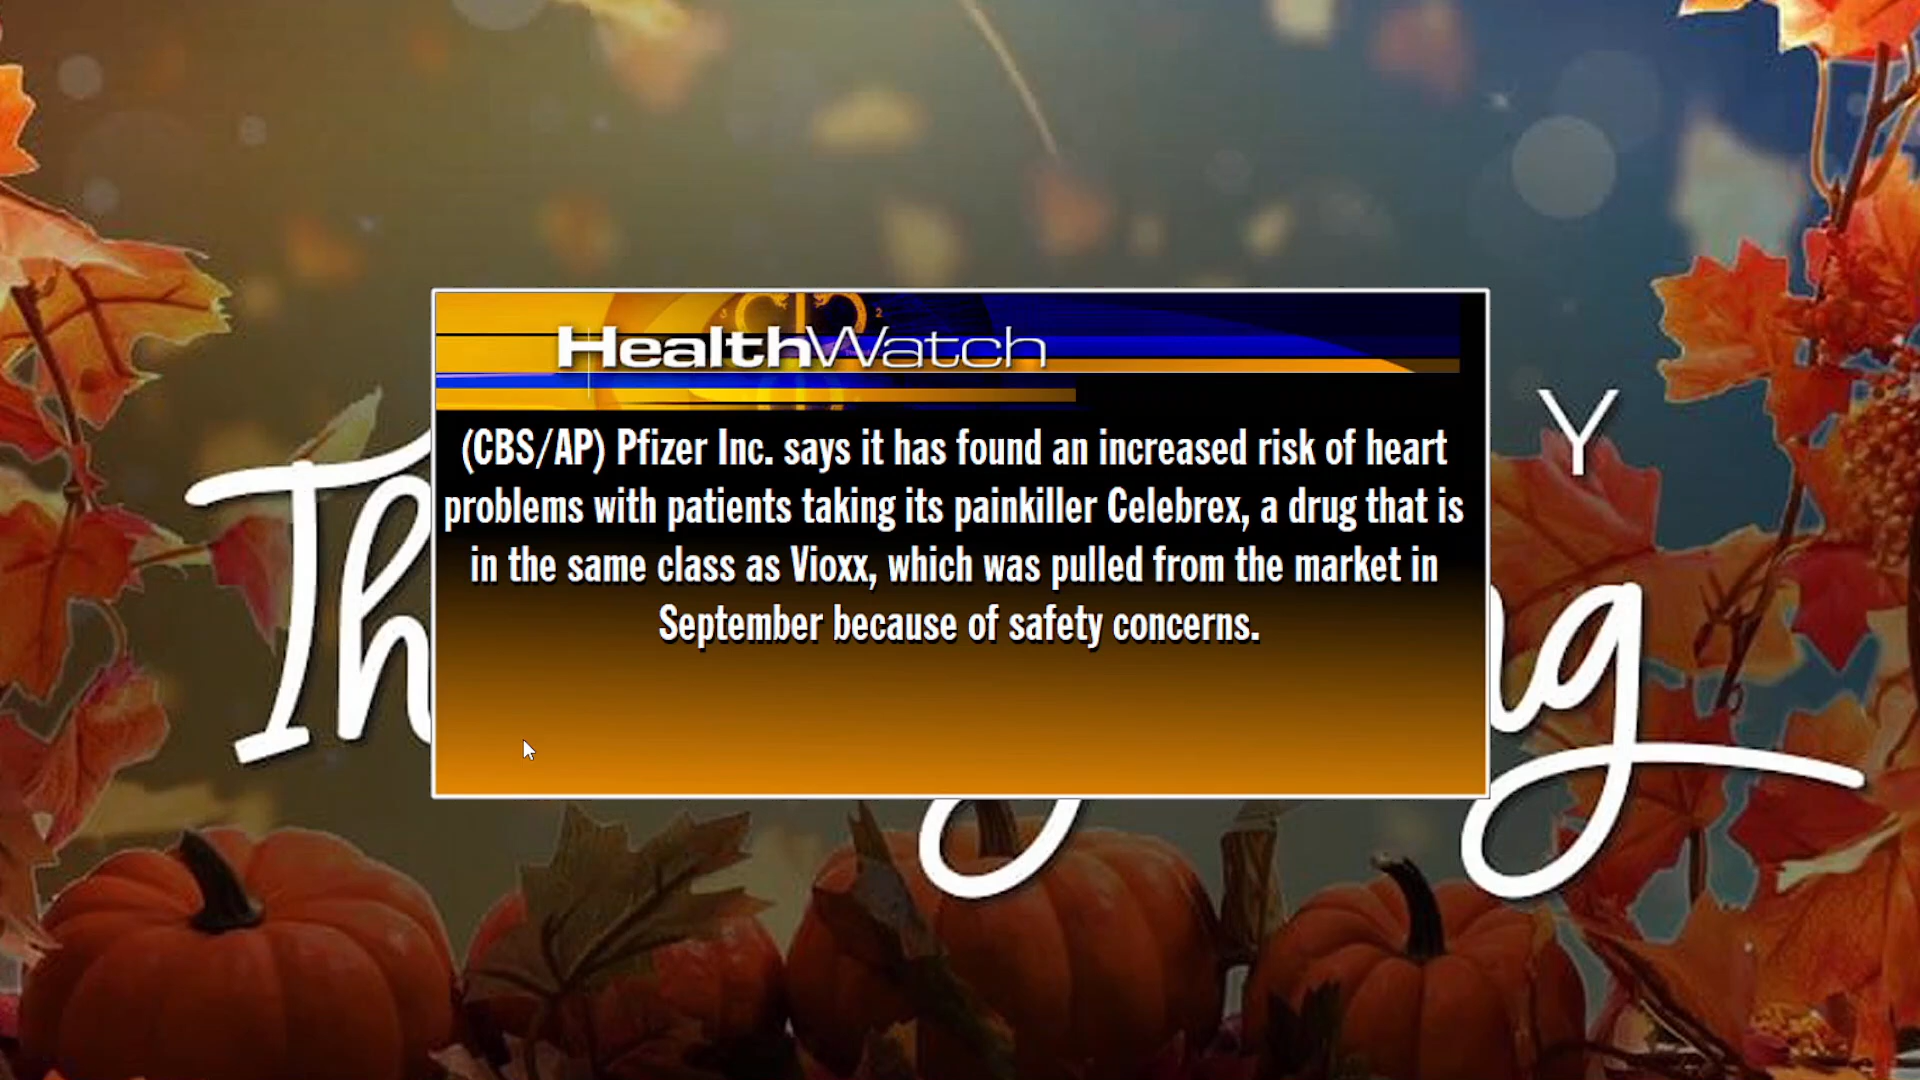 HealthWatch
(CBS/AP) Pfizer Inc. says it has found an increased risk of heart
problems with patients taking its painkiller Celebrex, a drug that is
in the same class as Vioxx, which was pulled from the market in
September because of safety concerns.
Y
Th
g